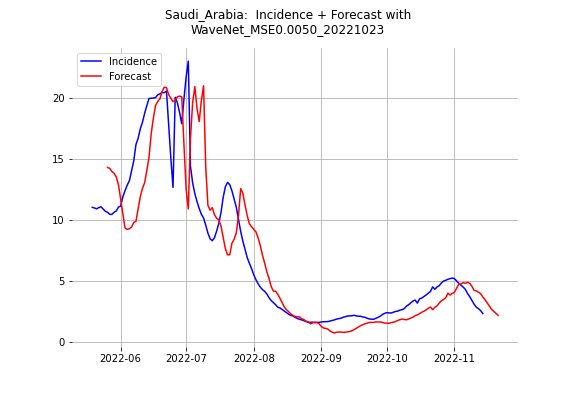 Saudi_Arabia:  Incidence + Forecast with
WaveNet_MSE0.0050_20221023
Incidence
Forecast
20
15
10
5
0
2022-06 2022-07 2022-08 2022-09 2022-10 2022-11